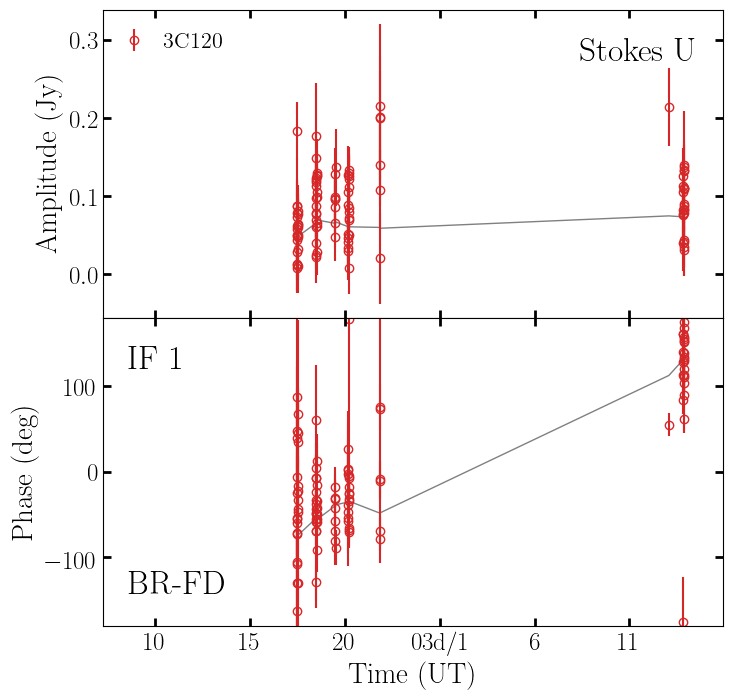 3C120
Stokes U
0.3
0.2
0.1
0.0
Amplitude (Jy)
IF 1
BR-FD
100
0
−100
Phase (deg)
10 15 20 03d/1 6 11
Time (UT)